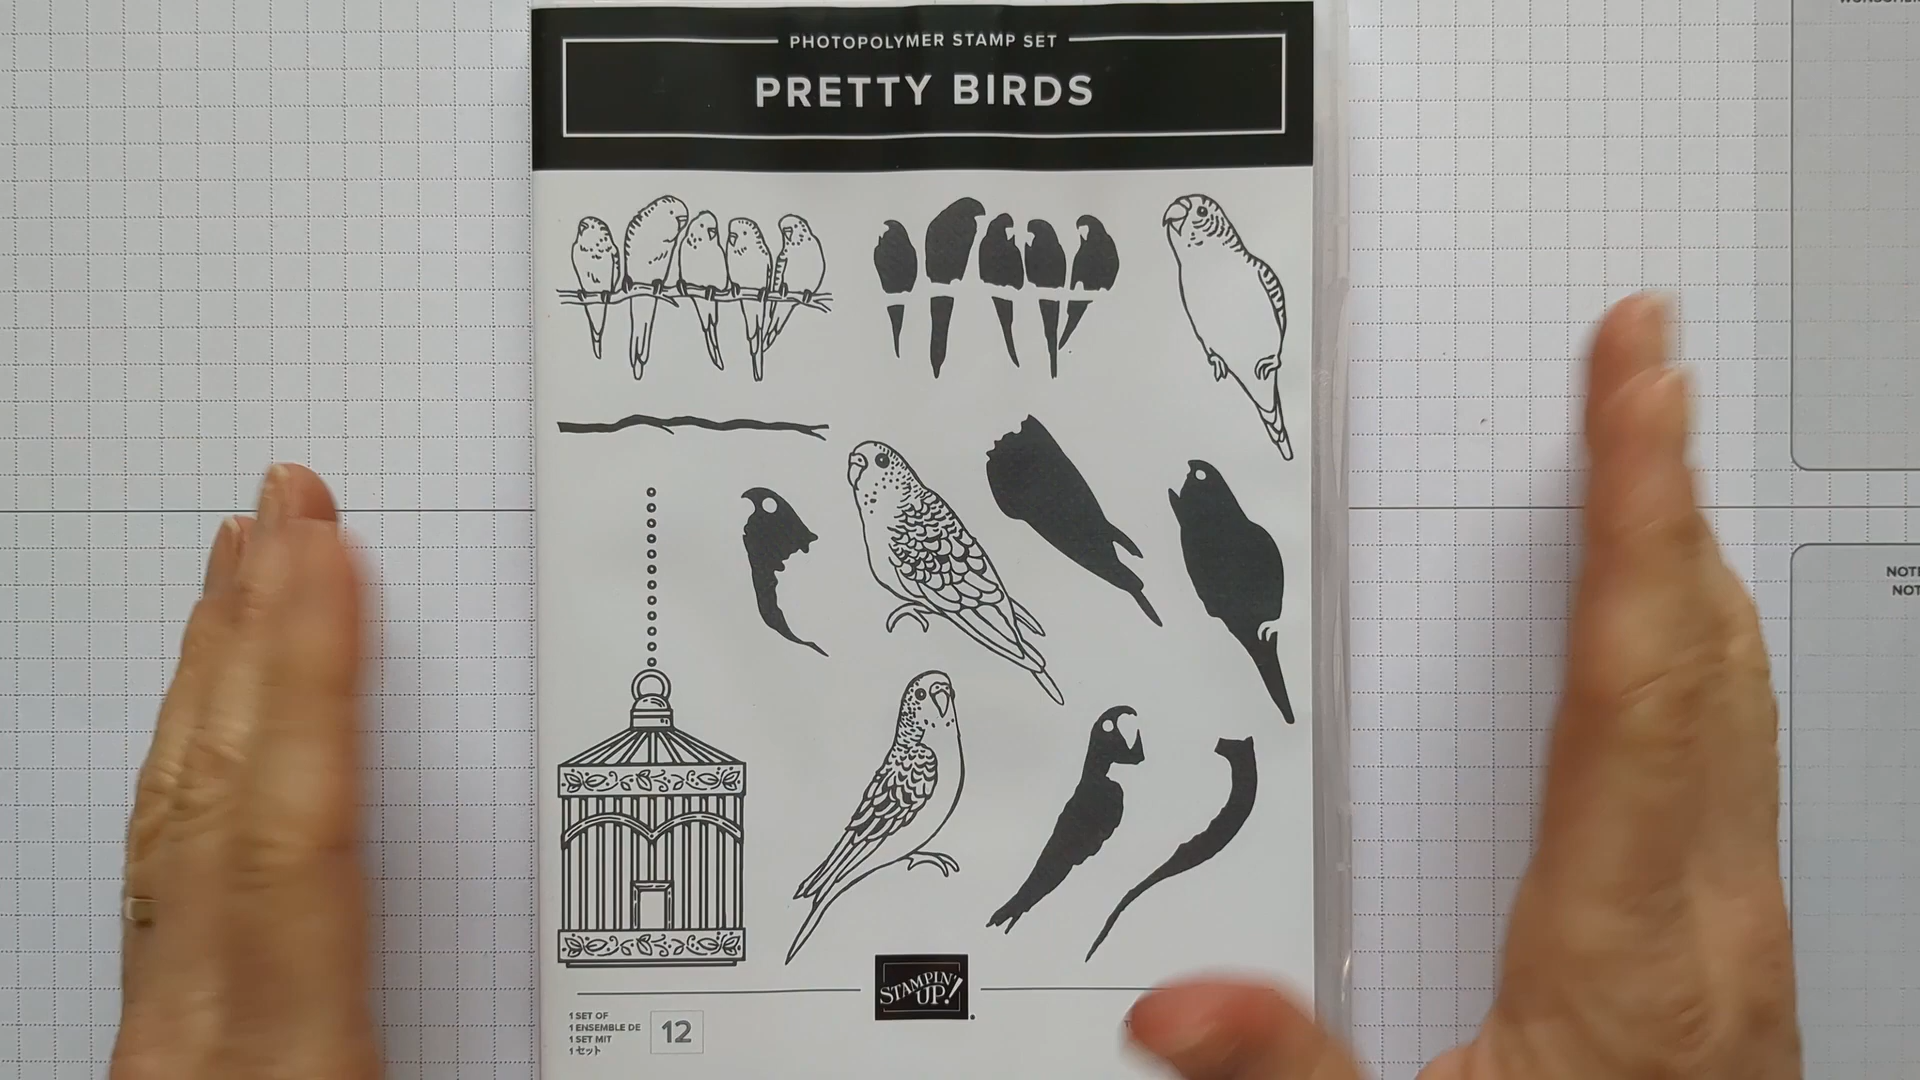 PHOTOPOLYMER STAMP SET
PRETTY BIRDS
NOTE
NOT
STAMPIN' UP!
1 SET OF
1 ENSEMBLE DE
1 SET MIT
1 セット
12